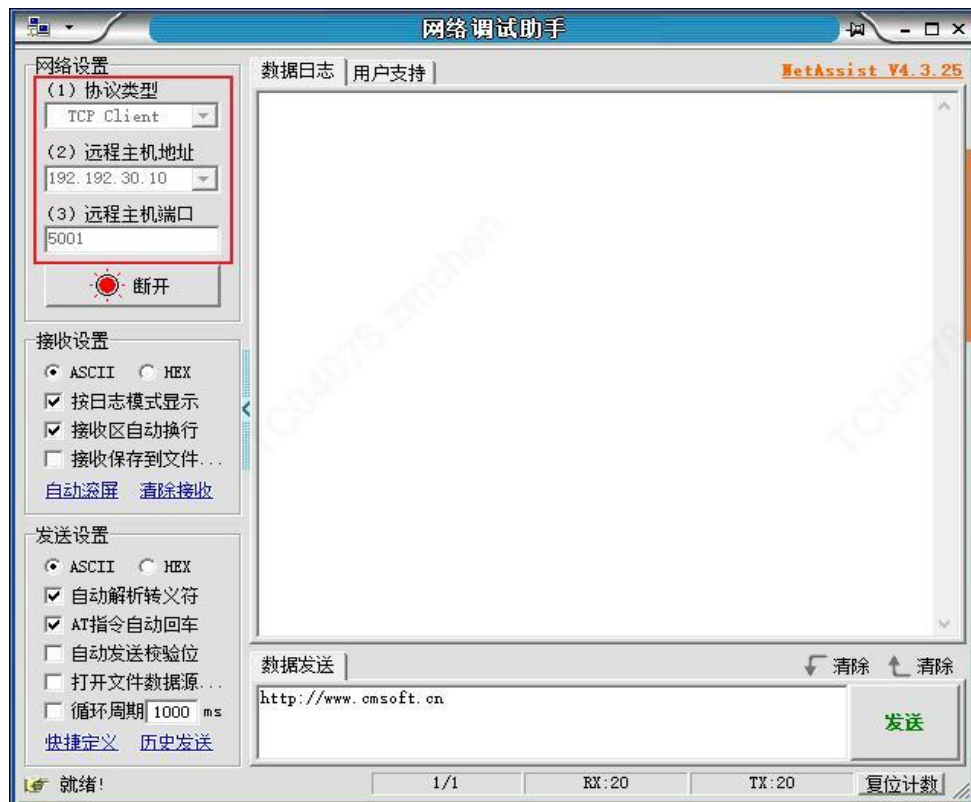 网络调试助手
网络设置
(1) 协议类型
TCP Client
(2) 远程主机地址
192.192.30.10
(3) 远程主机端口
5001
断开
接收设置
ASCII HEX
按日志模式显示
接收区自动换行
接收保存到文件...
自动滚屏 清除接收
发送设置
ASCII HEX
自动解析转义符
AT指令自动回车
自动发送校验位
打开文件数据源...
循环周期 1000 ms
快捷定义 历史发送
数据日志 用户支持 NetAssist V4.3.25
TC04078 zmchen
TC04078
数据发送 清除 清除
http://www.cmsoft.cn
发送
就绪! 1/1 RX:20 TX:20 复位计数